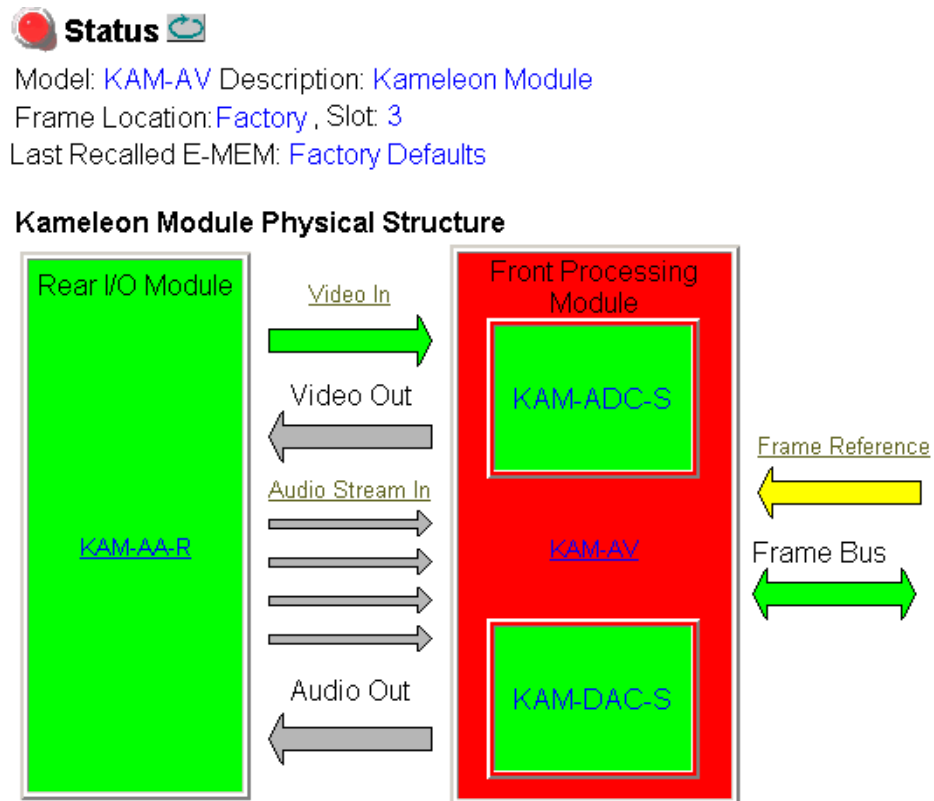 Status
Model: KAM-AV Description: Kameleon Module
Frame Location: Factory , Slot: 3
Last Recalled E-MEM: Factory Defaults
Kameleon Module Physical Structure
Rear I/O Module
KAM-AA-R
Video In
Video Out
Audio Stream In
Audio Out
Front Processing
Module
KAM-ADC-S
KAM-AV
KAM-DAC-S
Frame Reference
Frame Bus